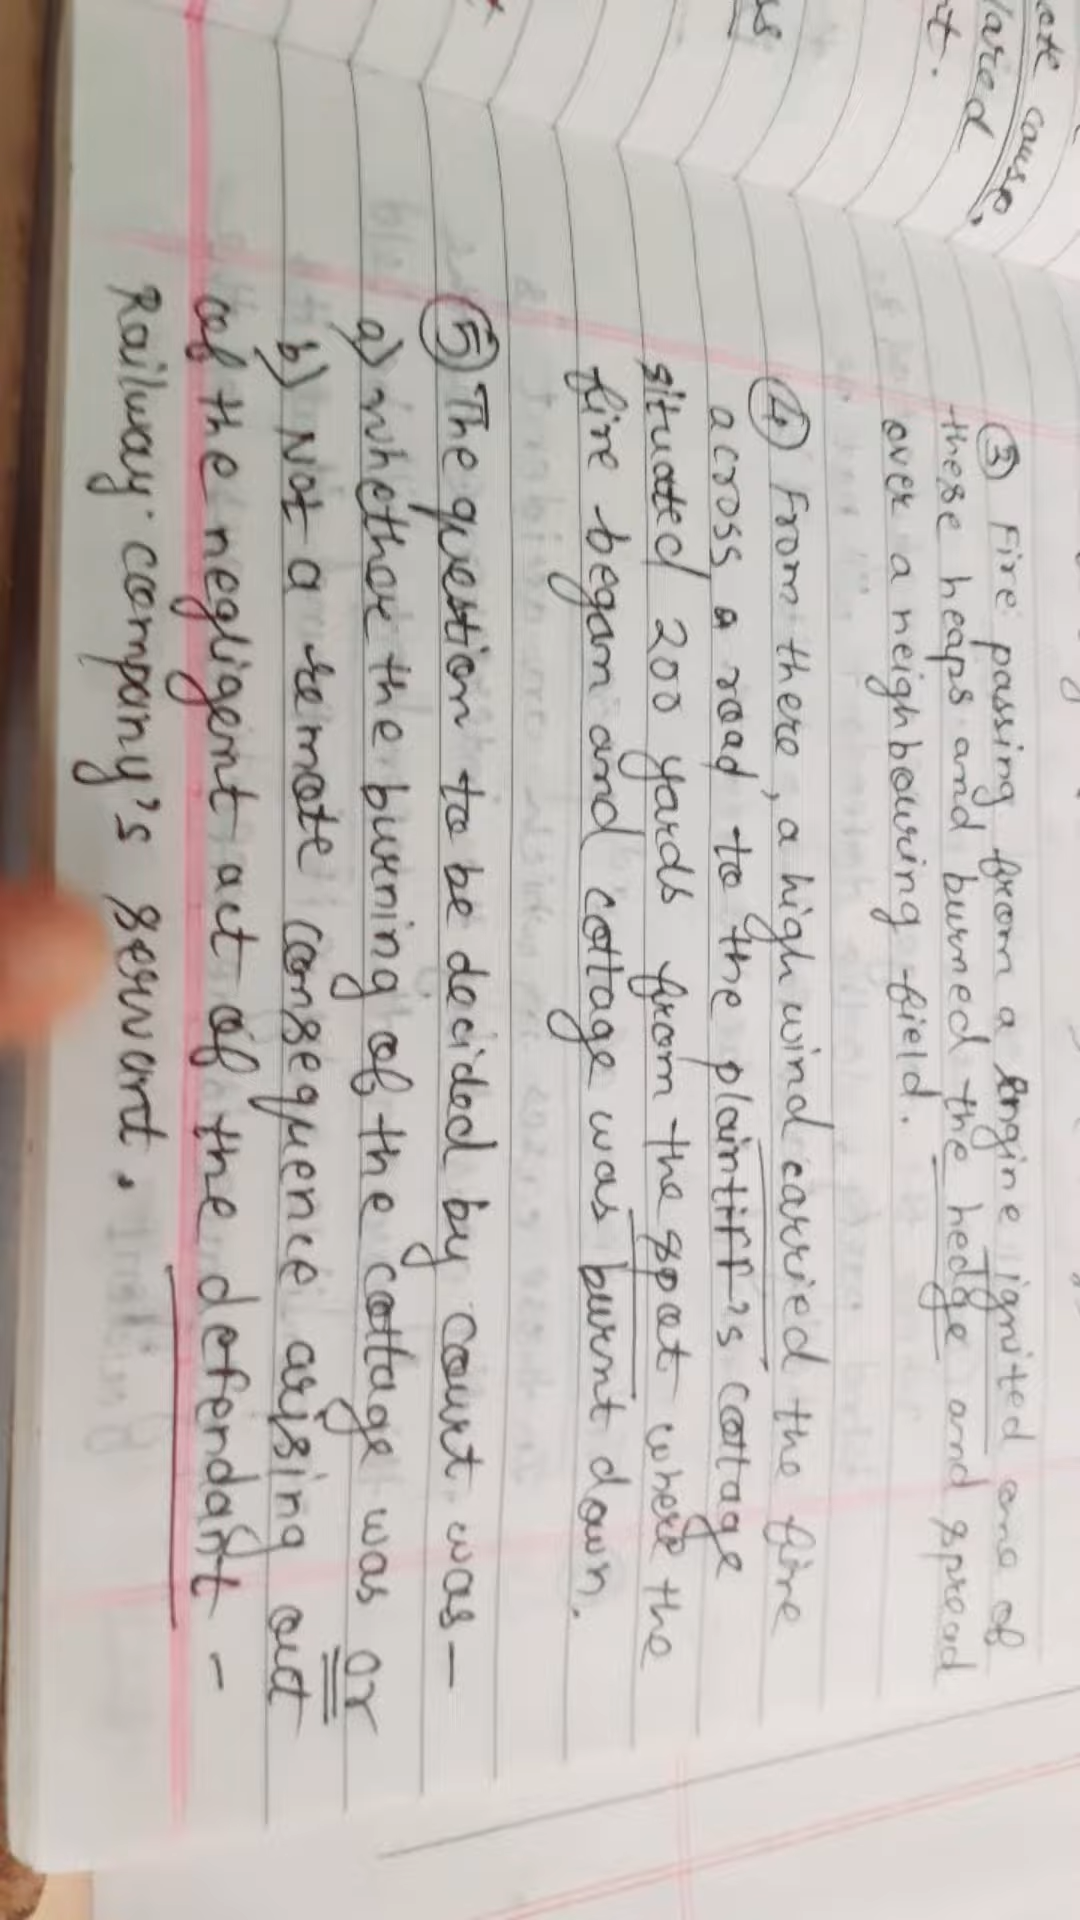 ote cause,
lared
t.
ss
③ Fire passing from a Engine ignited one of
these heaps and burned the hedge and spread
over a neighbouring field.
④ From there, a high wind carried the fire
across a road to the plaintiff's cottage
situated 200 yards from the spot where the
fire began and cottage was burnt down.
⑤ The question to be decided by court was—
a) whether the burning of the cottage was or
b) Not a remote consequence arising out
of the negligent act of the defendant -
Railway company's servant.